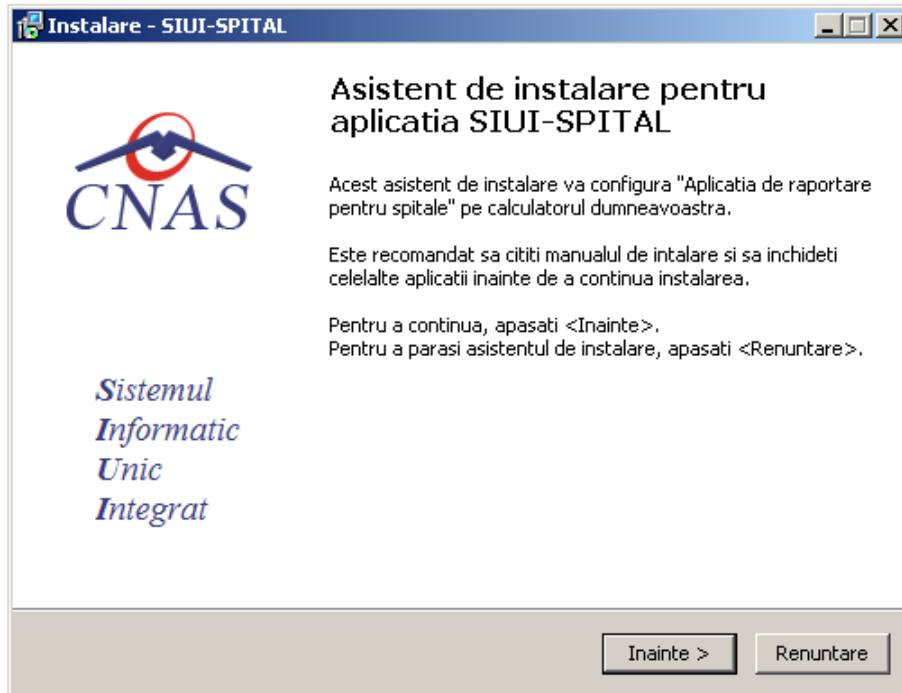 Instalare - SIUI-SPITAL
Asistent de instalare pentru
aplicatia SIUI-SPITAL
CNAS
Acest asistent de instalare va configura "Aplicatia de raportare
pentru spitale" pe calculatorul dumneavoastra.
Este recomandat sa cititi manualul de intalare si sa inchideti
celelalte aplicatii inainte de a continua instalarea.
Pentru a continua, apasati <Inainte>.
Pentru a parasi asistentul de instalare, apasati <Renuntare>.
Sistemul
Informatic
Unic
Integrat
Inainte >
Renuntare